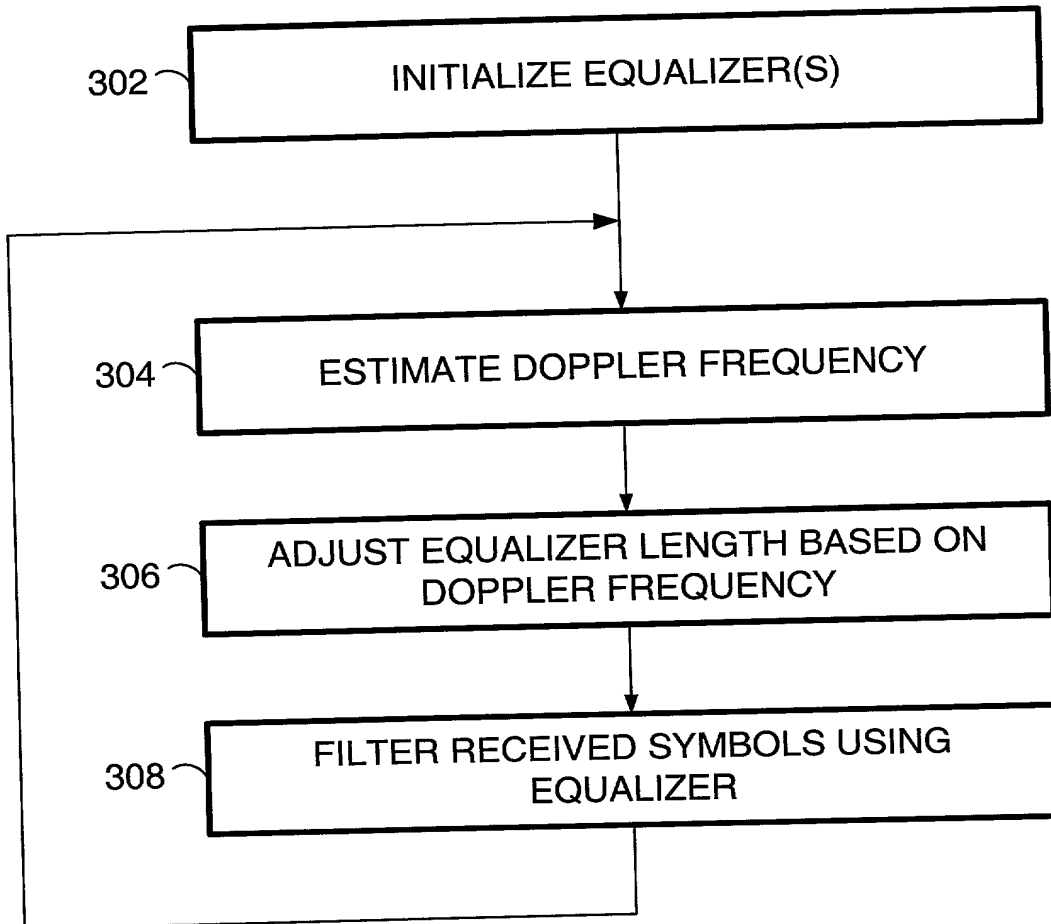 302
INITIALIZE EQUALIZER(S)
304
ESTIMATE DOPPLER FREQUENCY
306
ADJUST EQUALIZER LENGTH BASED ON
DOPPLER FREQUENCY
308
FILTER RECEIVED SYMBOLS USING
EQUALIZER